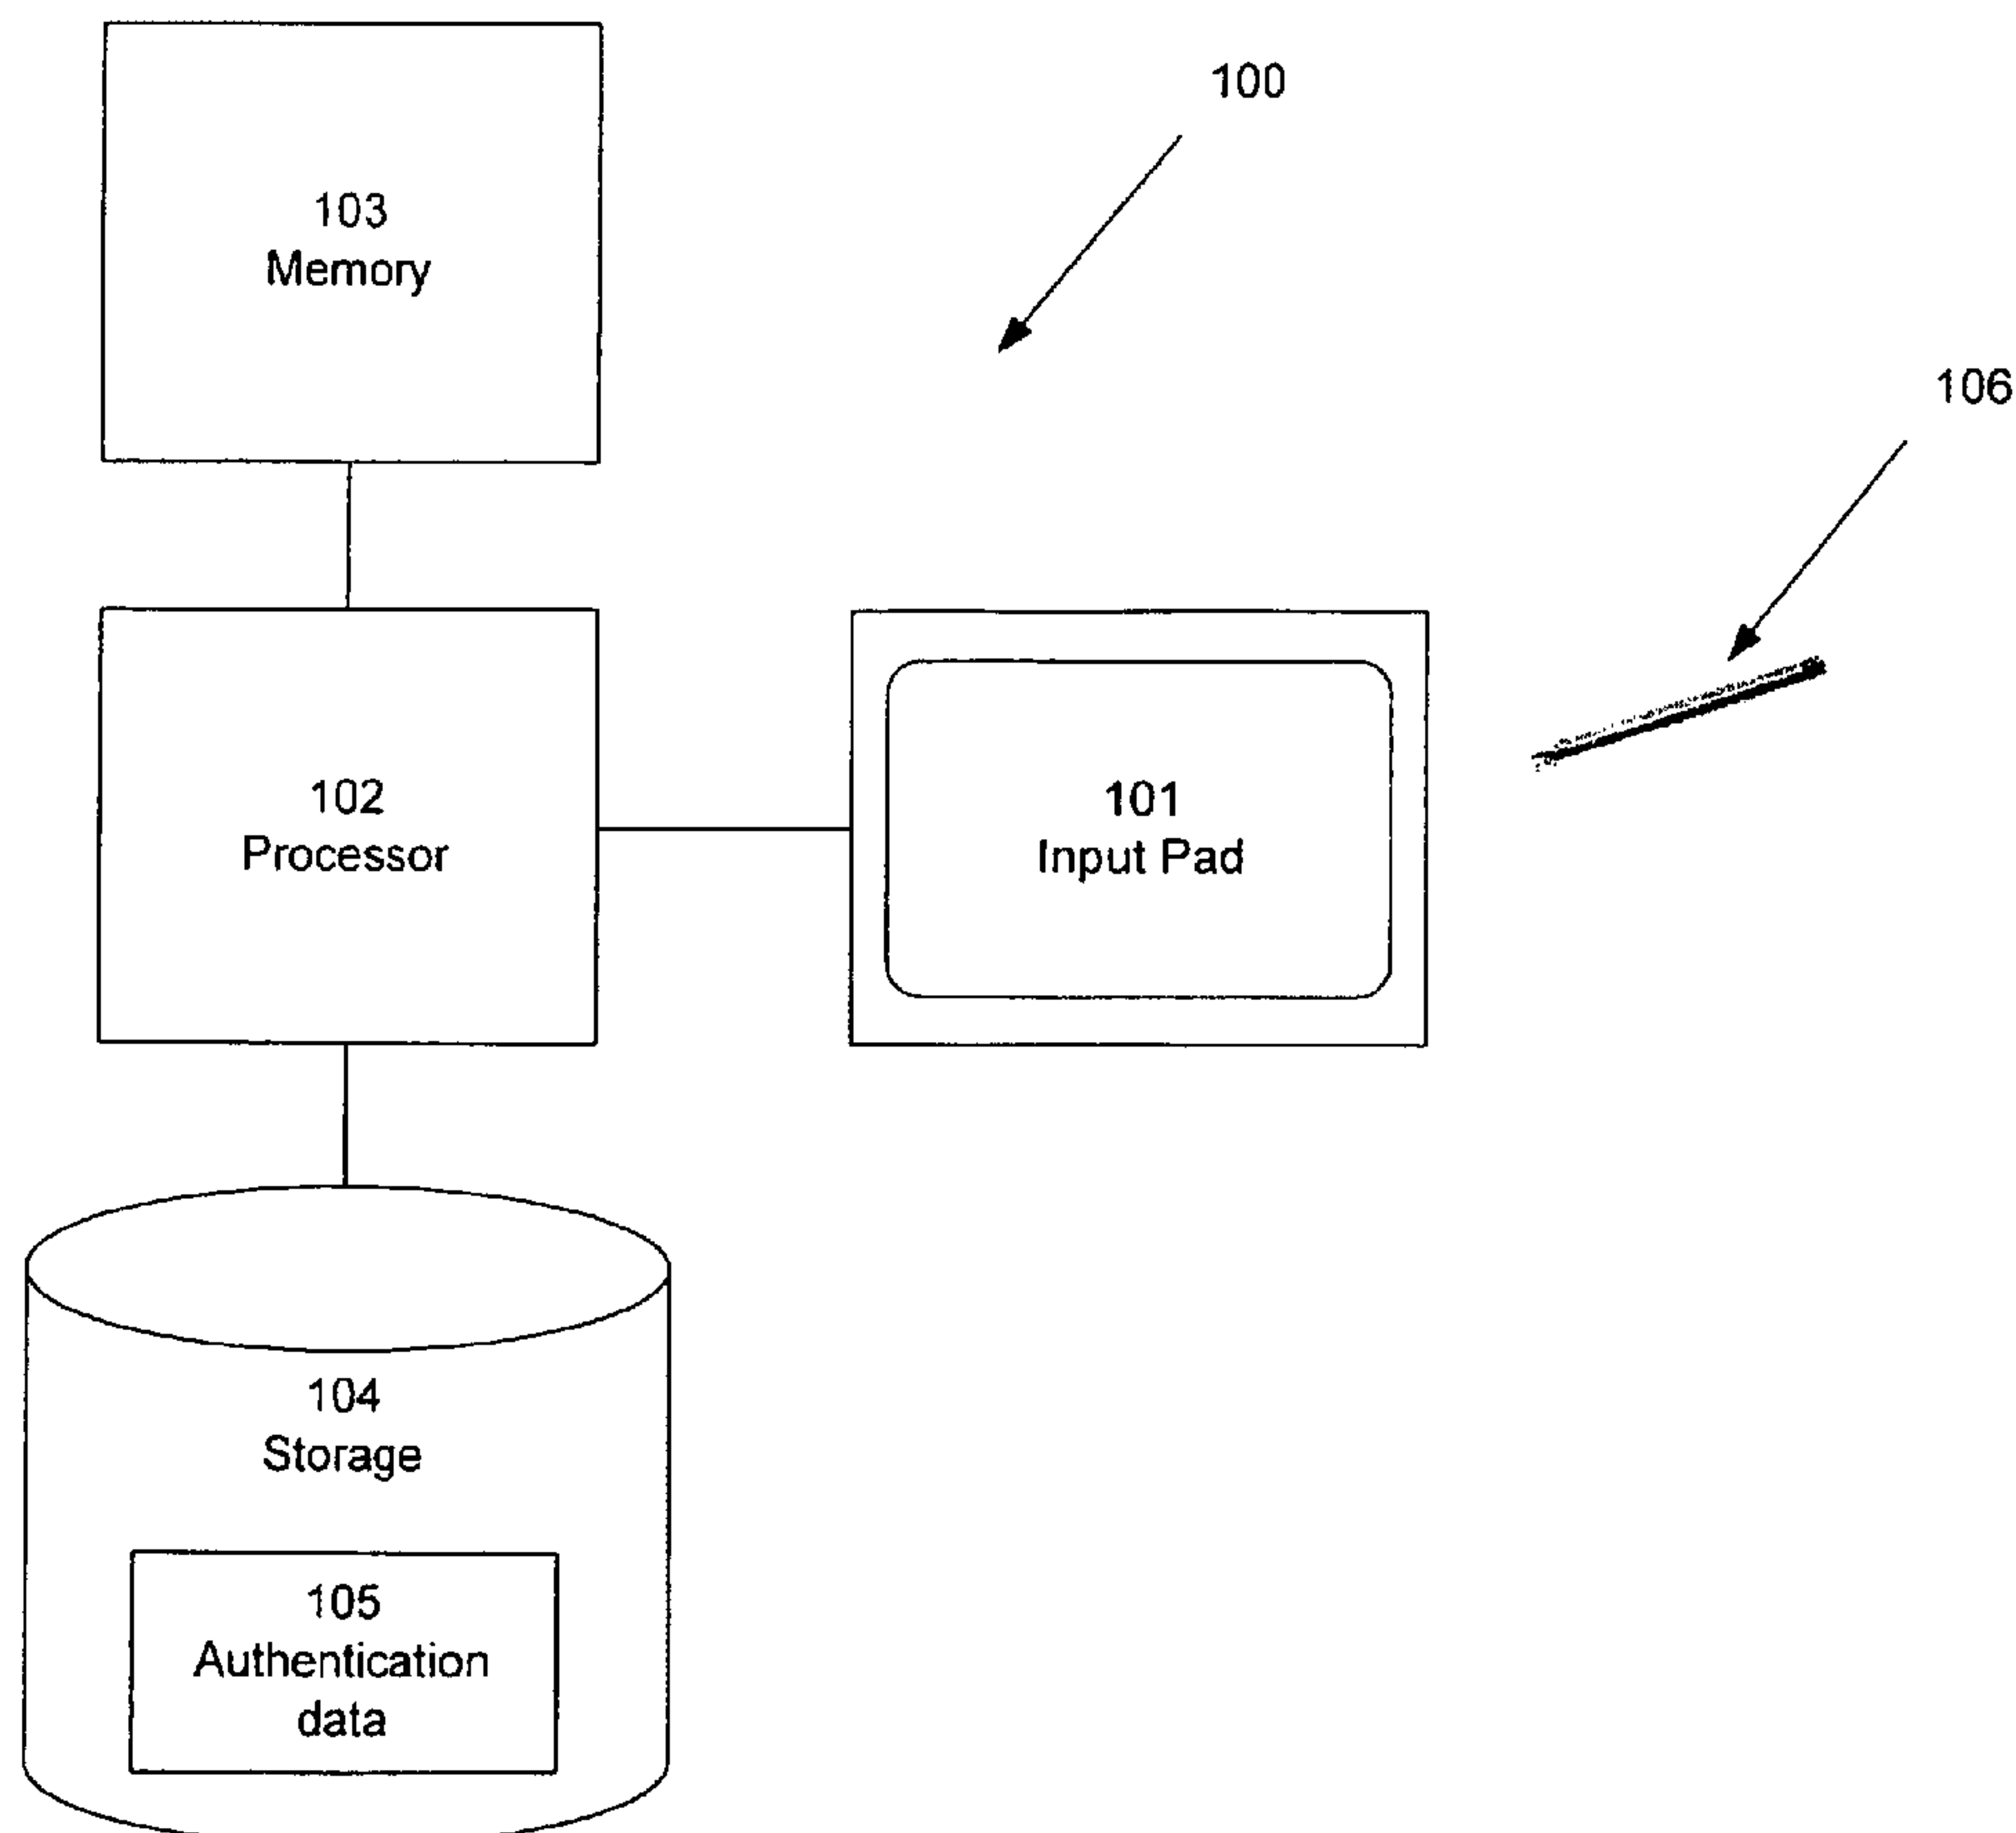 100
103
Memory
106
102
Processor
101
Input Pad
104
Storage
105
Authentication
data